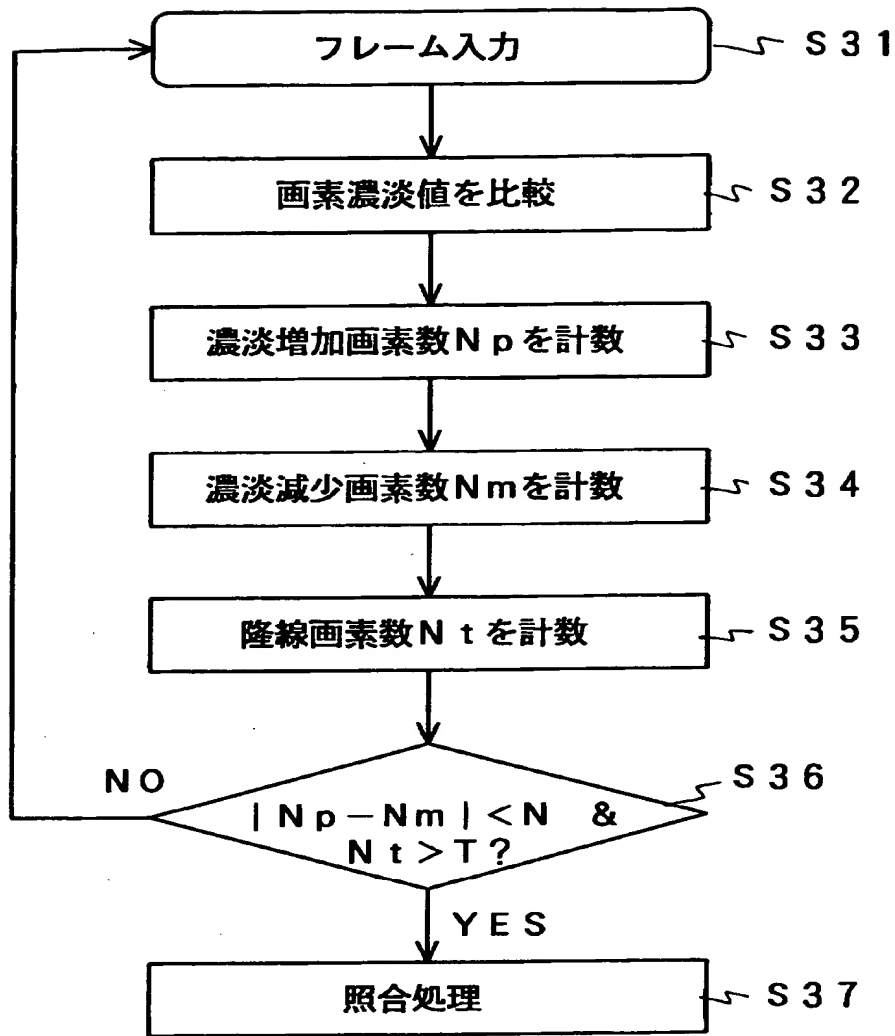 フレーム入力 S31
画素濃淡値を比較 S32
濃淡増加画素数Npを計数 S33
濃淡減少画素数Nmを計数 S34
隆線画素数Ntを計数 S35
NO
S36
|Np-Nm|<N &
Nt>T?
YES
照合処理 S37